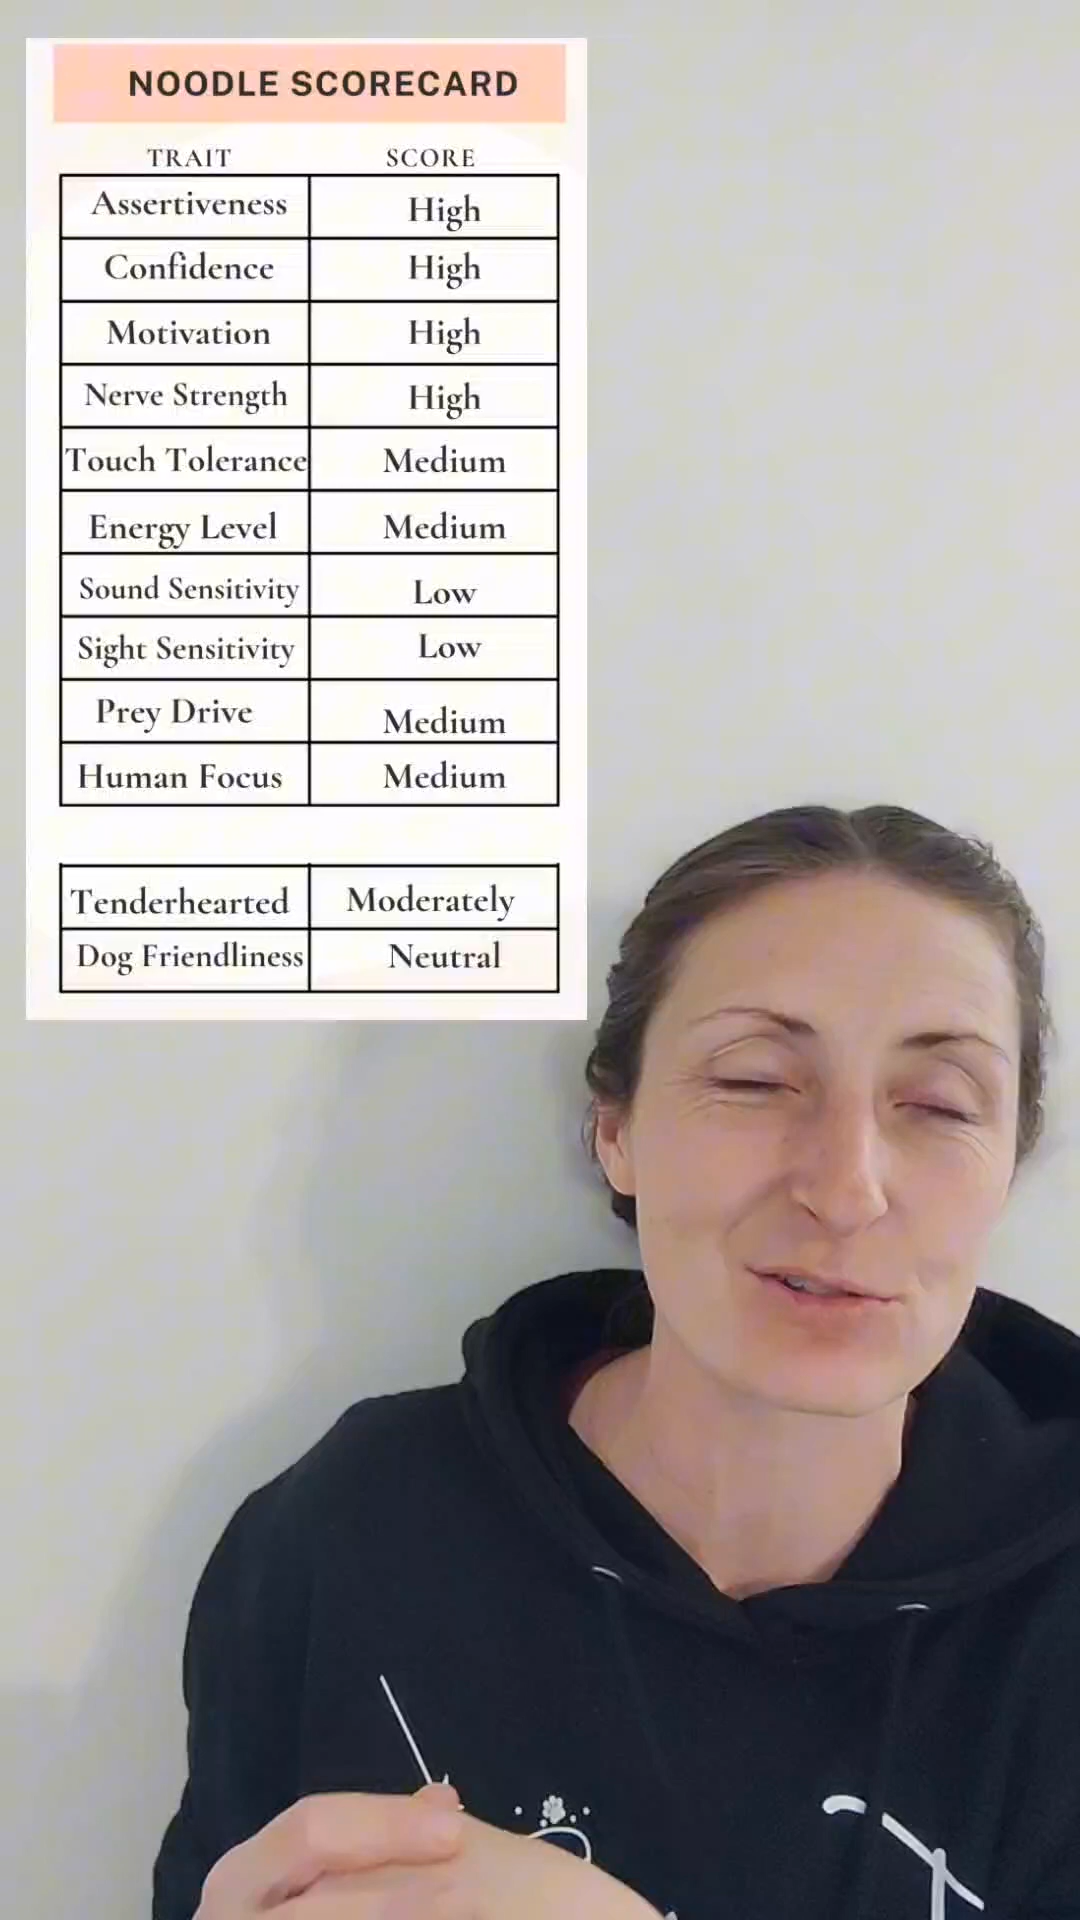 NOODLE SCORECARD
TRAIT SCORE
Assertiveness High
Confidence High
Motivation High
Nerve Strength High
Touch Tolerance Medium
Energy Level Medium
Sound Sensitivity Low
Sight Sensitivity Low
Prey Drive Medium
Human Focus Medium
Tenderhearted Moderately
Dog Friendliness Neutral